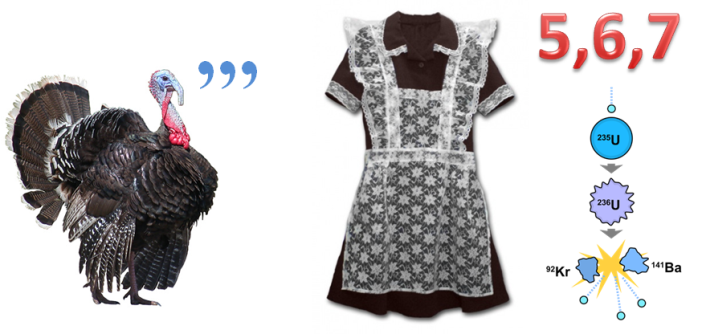 ,,,
5,6,7
²³⁵U
²³⁶U
⁹²Kr
¹⁴¹Ba